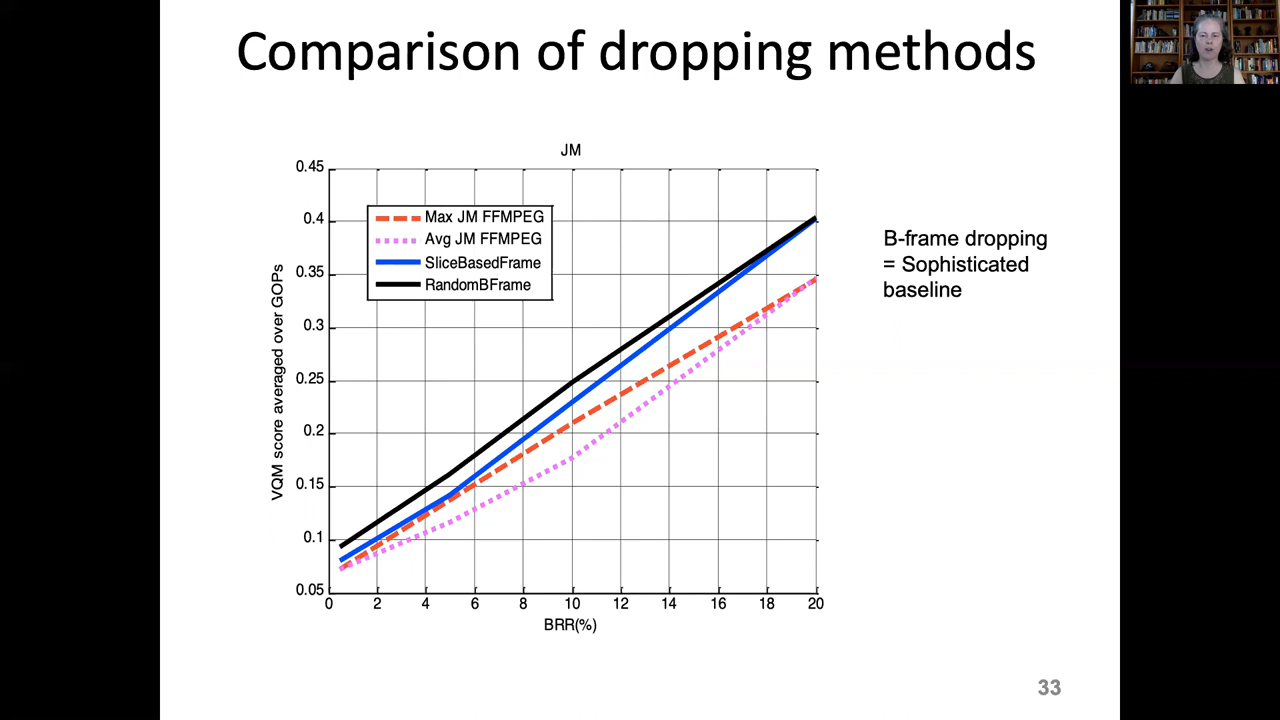 Comparison of dropping methods
JM
0.45
0.4
0.35
0.3
0.25
0.2
0.15
0.1
0.05
VQM score averaged over GOPs
Max JM FFMPEG
Avg JM FFMPEG
SliceBasedFrame
RandomBFrame
0 2 4 6 8 10 12 14 16 18 20
BRR(%)
B-frame dropping
= Sophisticated
baseline
33